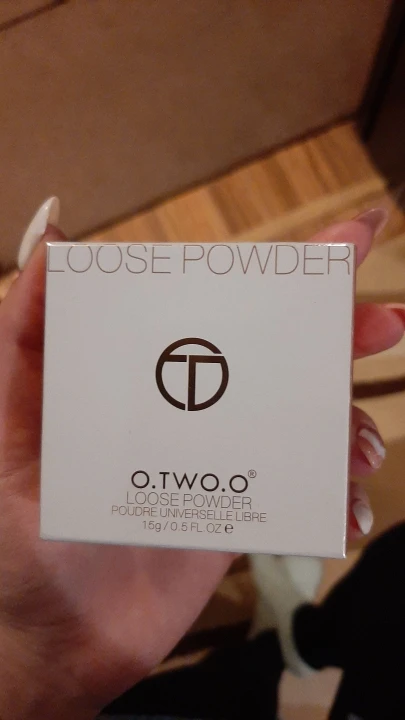 LOOSE POWDER
O.TWO.O®
LOOSE POWDER
POUDRE UNIVERSELLE LIBRE
15g / 0.5 FL OZ e